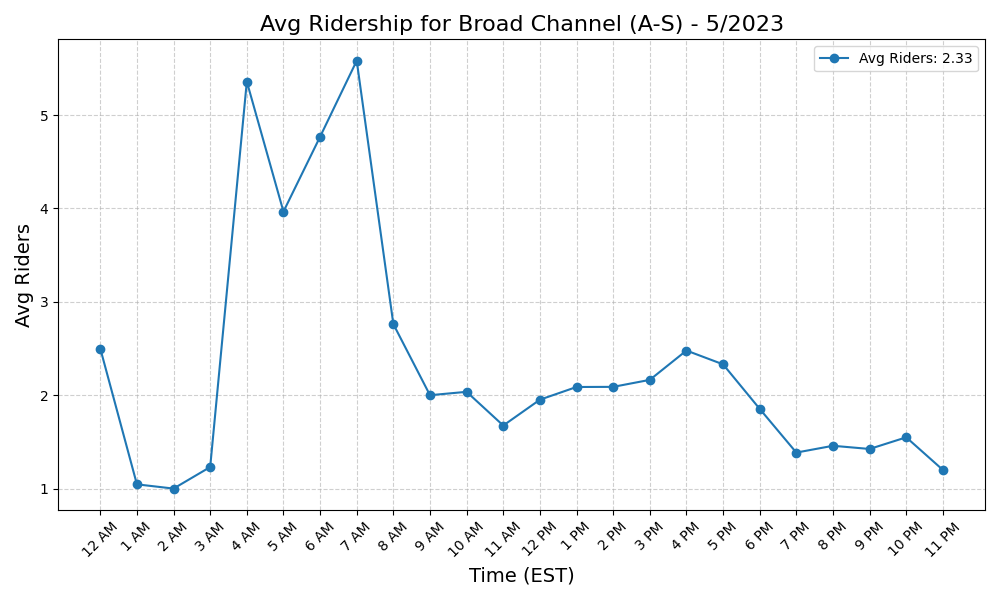 Avg Ridership for Broad Channel (A-S) - 5/2023
Avg Riders: 2.33
Avg Riders
5
4
3
2
1
12 AM
1 AM
2 AM
3 AM
4 AM
5 AM
6 AM
7 AM
8 AM
9 AM
10 AM
11 AM
12 PM
1 PM
2 PM
3 PM
4 PM
5 PM
6 PM
7 PM
8 PM
9 PM
10 PM
11 PM
Time (EST)